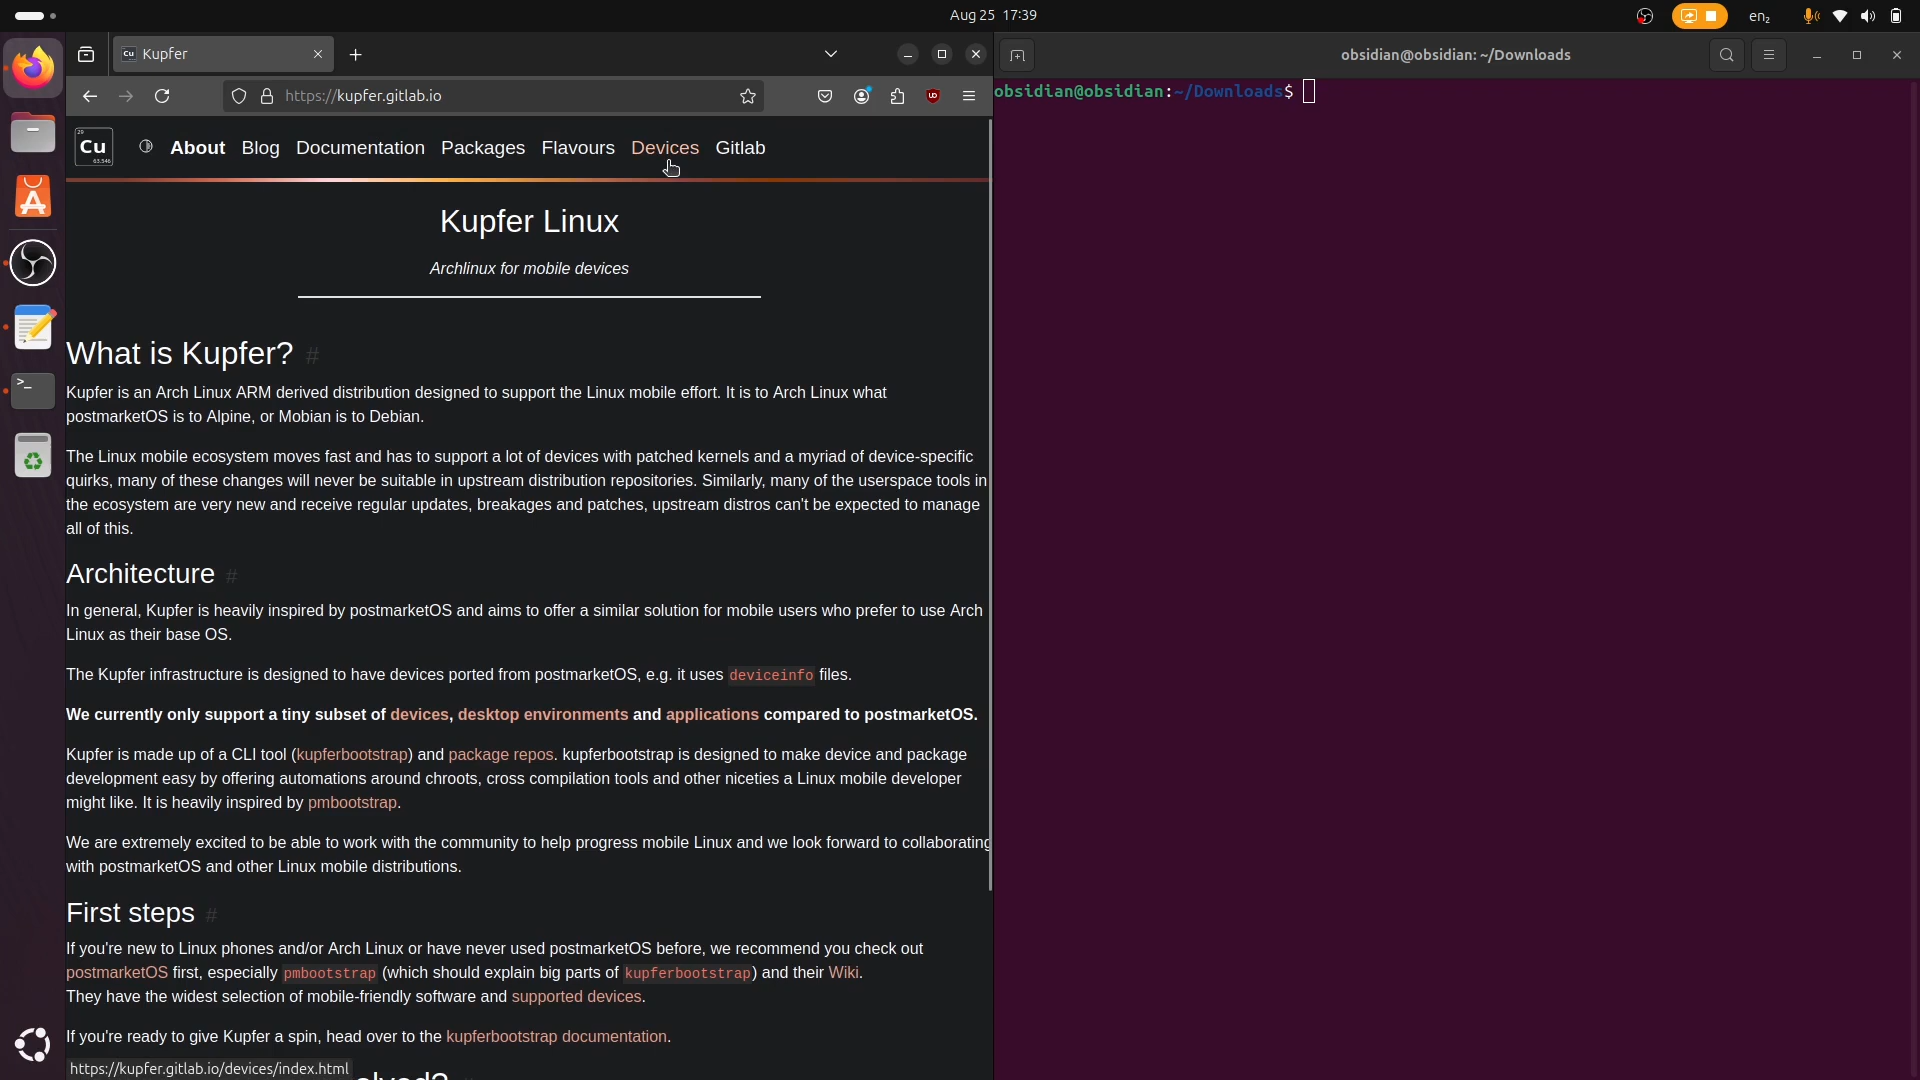 Aug 25 17:39
en₂
Kupfer
obsidian@obsidian: ~/Downloads
https://kupfer.gitlab.io
obsidian@obsidian:~/Downloads$
29
Cu
63.546
About Blog Documentation Packages Flavours Devices Gitlab
Kupfer Linux
Archlinux for mobile devices
What is Kupfer? #
Kupfer is an Arch Linux ARM derived distribution designed to support the Linux mobile effort. It is to Arch Linux what
postmarketOS is to Alpine, or Mobian is to Debian.
The Linux mobile ecosystem moves fast and has to support a lot of devices with patched kernels and a myriad of device-specific
quirks, many of these changes will never be suitable in upstream distribution repositories. Similarly, many of the userspace tools in
the ecosystem are very new and receive regular updates, breakages and patches, upstream distros can't be expected to manage
all of this.
Architecture #
In general, Kupfer is heavily inspired by postmarketOS and aims to offer a similar solution for mobile users who prefer to use Arch
Linux as their base OS.
The Kupfer infrastructure is designed to have devices ported from postmarketOS, e.g. it uses deviceinfo files.
We currently only support a tiny subset of devices, desktop environments and applications compared to postmarketOS.
Kupfer is made up of a CLI tool (kupferbootstrap) and package repos. kupferbootstrap is designed to make device and package
development easy by offering automations around chroots, cross compilation tools and other niceties a Linux mobile developer
might like. It is heavily inspired by pmbootstrap.
We are extremely excited to be able to work with the community to help progress mobile Linux and we look forward to collaborating
with postmarketOS and other Linux mobile distributions.
First steps #
If you're new to Linux phones and/or Arch Linux or have never used postmarketOS before, we recommend you check out
postmarketOS first, especially pmbootstrap (which should explain big parts of kupferbootstrap) and their Wiki.
They have the widest selection of mobile-friendly software and supported devices.
If you're ready to give Kupfer a spin, head over to the kupferbootstrap documentation.
https://kupfer.gitlab.io/devices/index.html